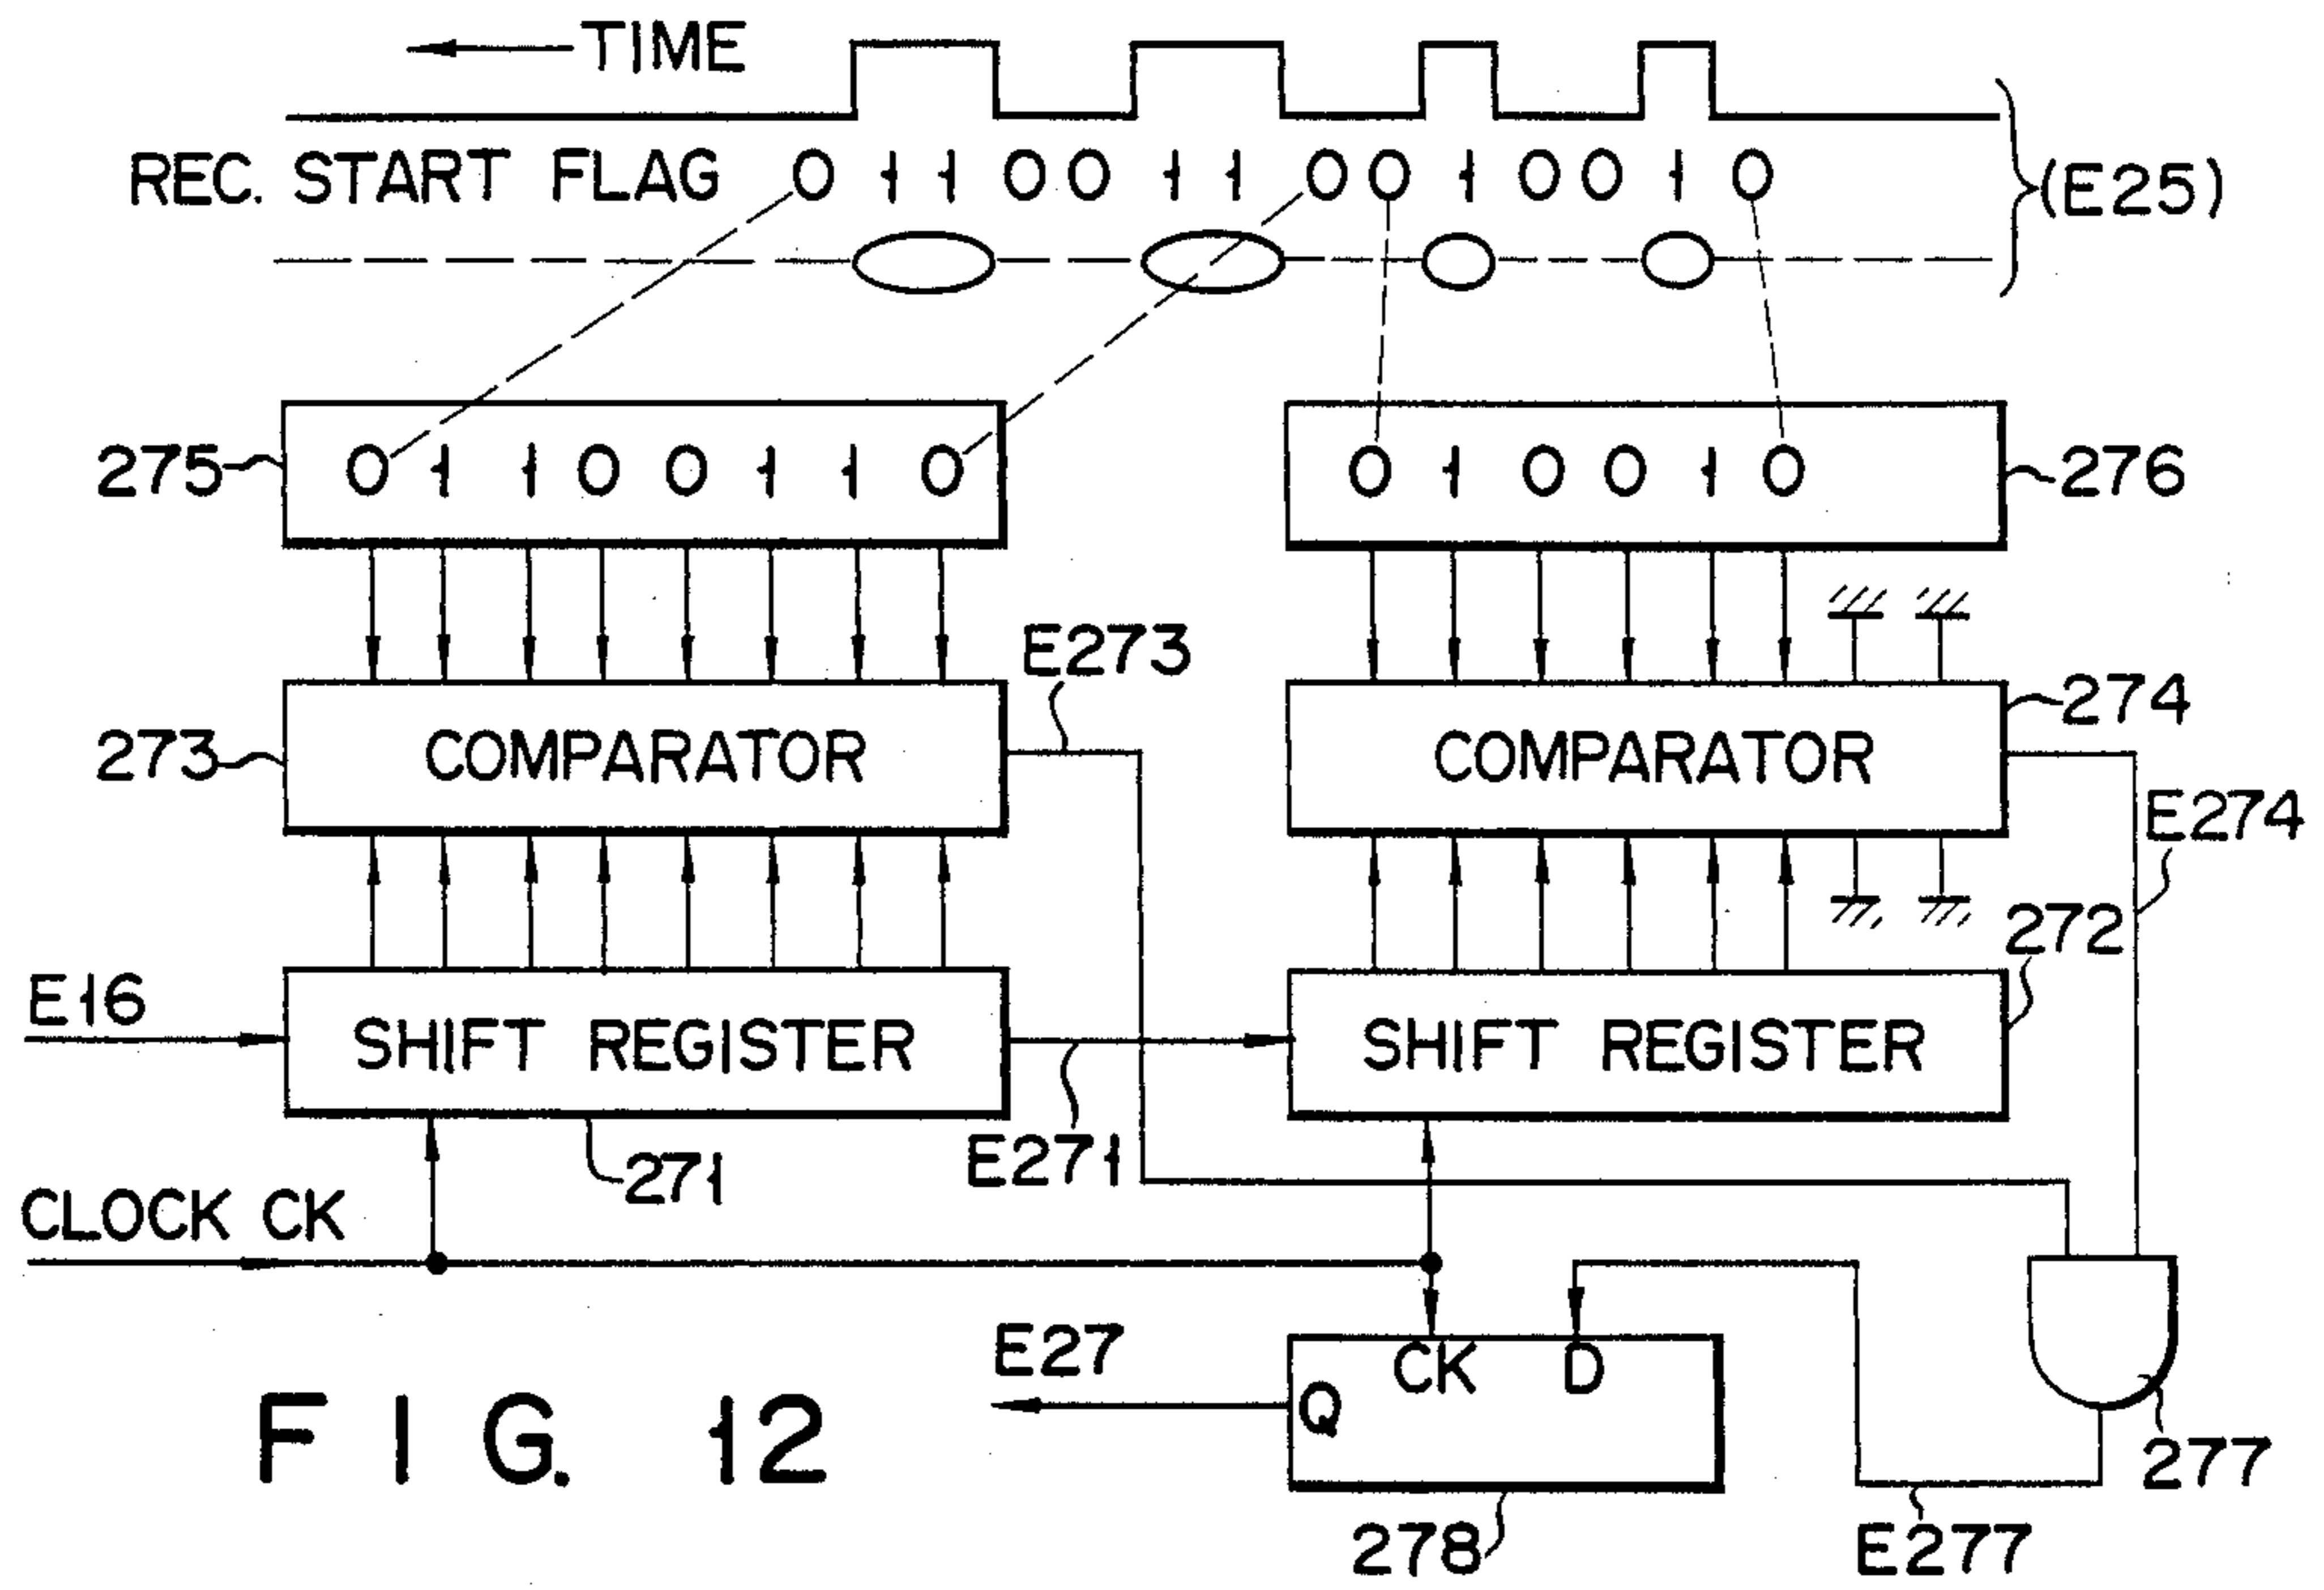 TIME
REC. START FLAG 0 1 1 0 0 1 1 0 0 1 0 0 1 0
(E25)
275
0 1 1 0 0 1 1 0
0 1 0 0 1 0
276
E273
273
COMPARATOR
COMPARATOR
274
E274
E16
SHIFT REGISTER
SHIFT REGISTER
272
271
E271
CLOCK CK
E27
Q
CK
D
277
278
E277
FIG. 12